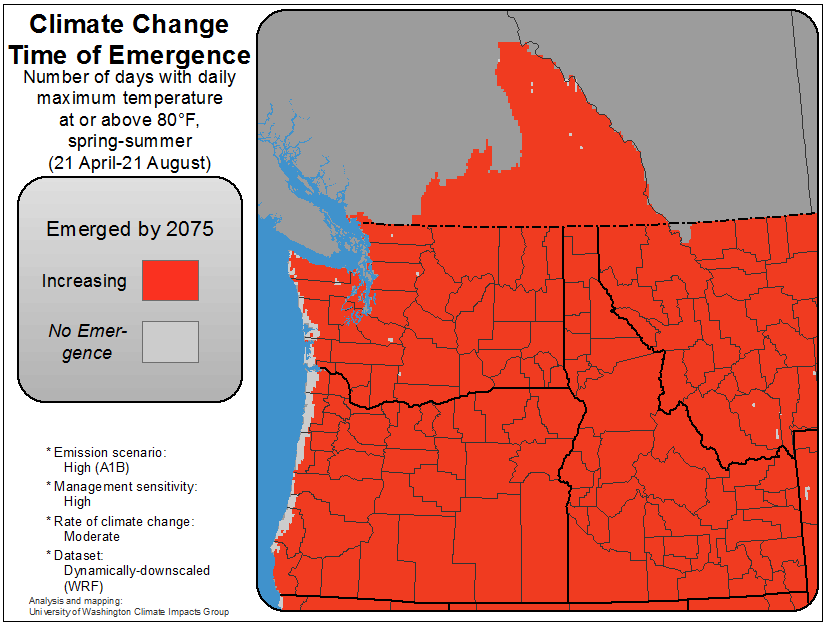 Climate Change
Time of Emergence
Number of days with daily
maximum temperature
at or above 80°F,
spring-summer
(21 April-21 August)
Emerged by 2075
Increasing
No Emer-
gence
* Emission scenario:
High (A1B)
* Management sensitivity:
High
* Rate of climate change:
Moderate
* Dataset:
Dynamically-downscaled
(WRF)
Analysis and mapping:
University of Washington Climate Impacts Group